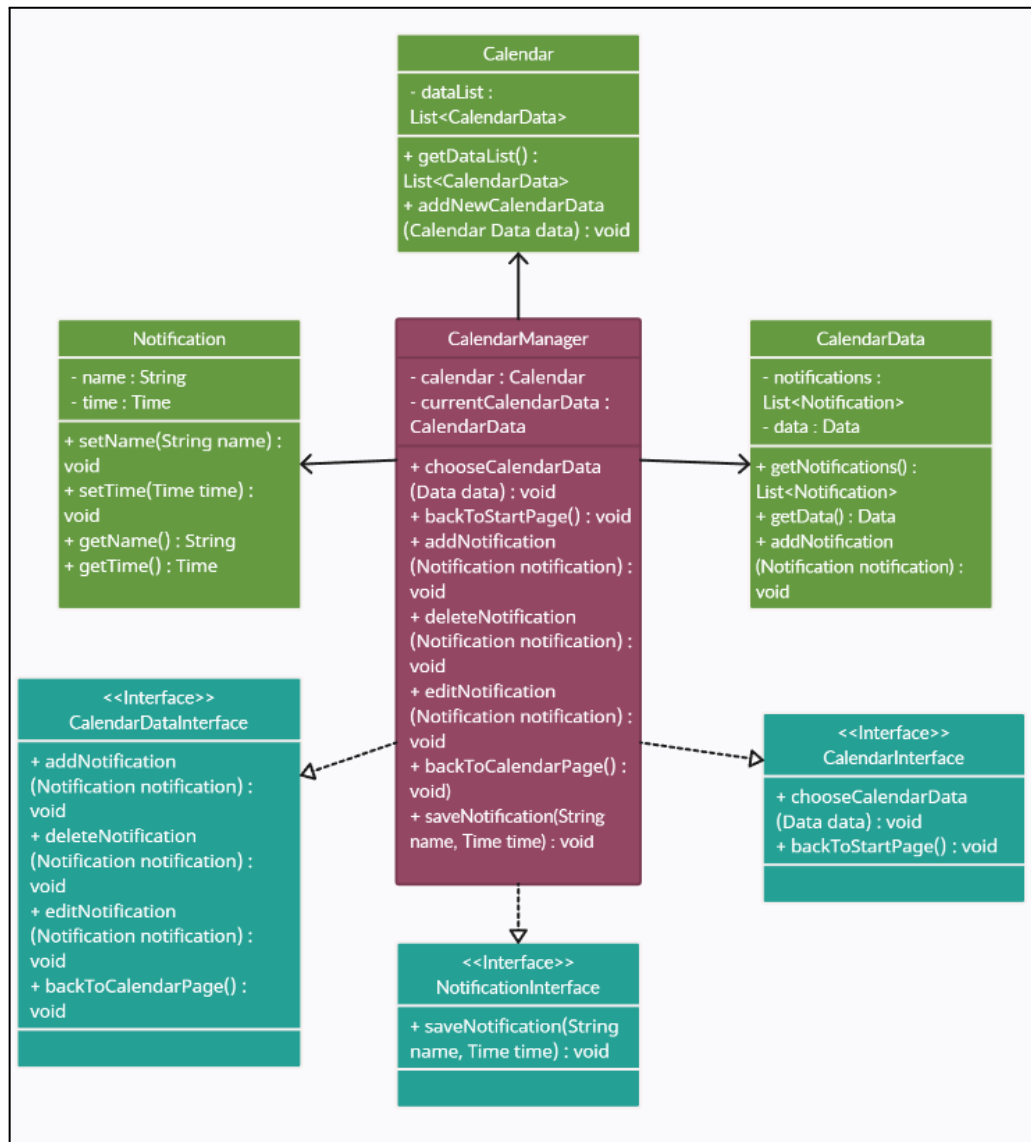 Calendar
- dataList :
List<CalendarData>
+ getDataList() :
List<CalendarData>
+ addNewCalendarData
(Calendar Data data) : void
Notification
- name : String
- time : Time
+ setName(String name) :
void
+ setTime(Time time) :
void
+ getName() : String
+ getTime() : Time
CalendarManager
- calendar : Calendar
- currentCalendarData :
CalendarData
+ chooseCalendarData
(Data data) : void
+ backToStartPage() : void
+ addNotification
(Notification notification) :
void
+ deleteNotification
(Notification notification) :
void
+ editNotification
(Notification notification) :
void
+ backToCalendarPage() :
void)
+ saveNotification(String
name, Time time) : void
CalendarData
- notifications :
List<Notification>
- data : Data
+ getNotifications() :
List<Notification>
+ getData() : Data
+ addNotification
(Notification notification) :
void
<<Interface>>
CalendarDataInterface
+ addNotification
(Notification notification) :
void
+ deleteNotification
(Notification notification) :
void
+ editNotification
(Notification notification) :
void
+ backToCalendarPage() :
void
<<Interface>>
CalendarInterface
+ chooseCalendarData
(Data data) : void
+ backToStartPage() : void
<<Interface>>
NotificationInterface
+ saveNotification(String
name, Time time) : void